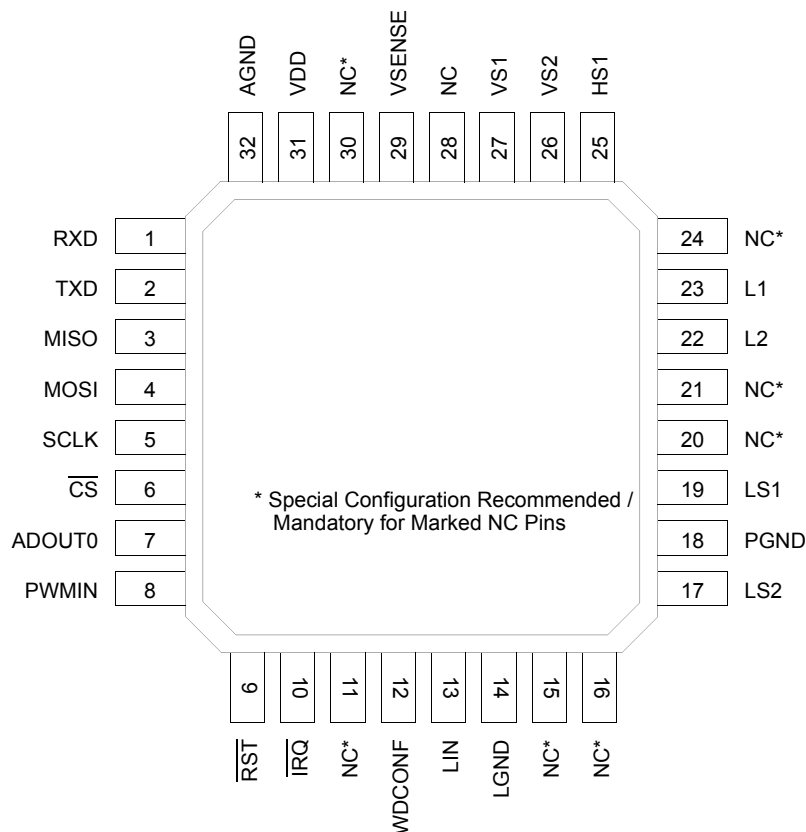 AGND
VDD
NC*
VSENSE
NC
VS1
VS2
HS1
32
31
30
29
28
27
26
25
RXD 1
TXD 2
MISO 3
MOSI 4
SCLK 5
CS 6
ADOUT0 7
PWMIN 8
24 NC*
23 L1
22 L2
21 NC*
20 NC*
19 LS1
18 PGND
17 LS2
* Special Configuration Recommended /
Mandatory for Marked NC Pins
9
10
11
12
13
14
15
16
RST
IRQ
NC*
WDCONF
LIN
LGND
NC*
NC*